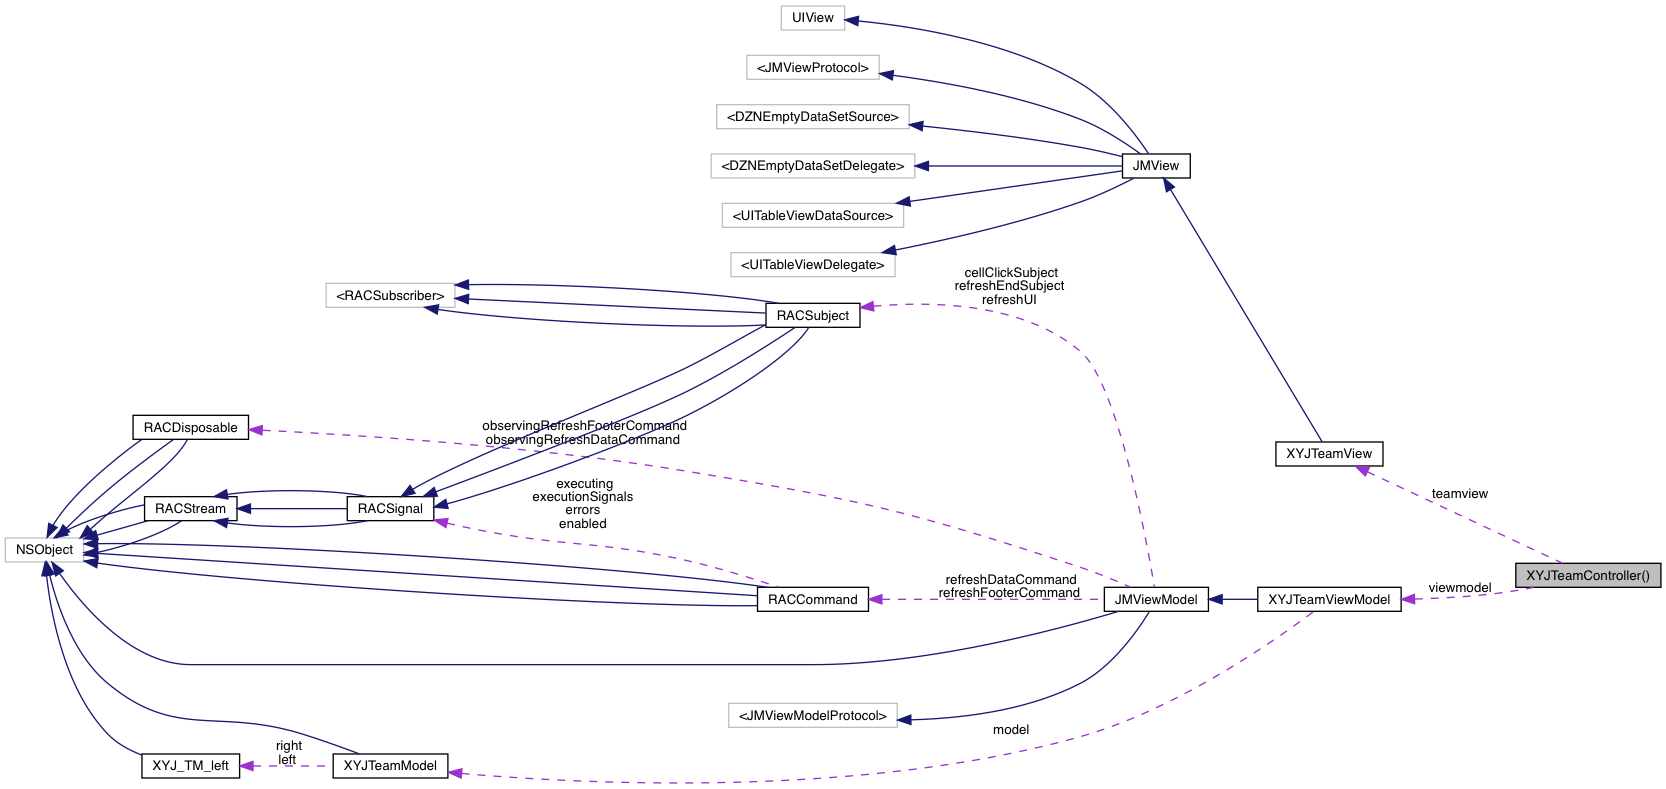 UIView
<JMViewProtocol>
<DZNEmptyDataSetSource>
<DZNEmptyDataSetDelegate>
JMView
<UITableViewDataSource>
<UITableViewDelegate>
cellClickSubject
refreshEndSubject
refreshUI
<RACSubscriber>
RACSubject
RACDisposable
observingRefreshFooterCommand
observingRefreshDataCommand
XYJTeamView
teamview
executing
executionSignals
errors
enabled
RACStream
RACSignal
NSObject
XYJTeamController()
refreshDataCommand
refreshFooterCommand
viewmodel
RACCommand
JMViewModel
XYJTeamViewModel
<JMViewModelProtocol>
model
right
left
XYJ_TM_left
XYJTeamModel